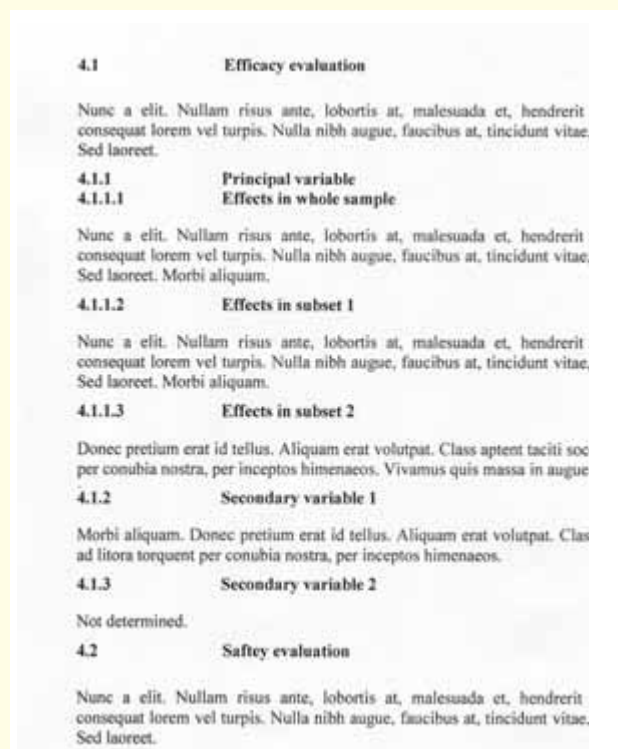 4.1 Efficacy evaluation
Nunc a elit. Nullam risus ante, lobortis at, malesuada et, hendrerit
consequat lorem vel turpis. Nulla nibh augue, faucibus at, tincidunt vitae,
Sed laoreet.
4.1.1 Principal variable
4.1.1.1 Effects in whole sample
Nunc a elit. Nullam risus ante, lobortis at, malesuada et, hendrerit
consequat lorem vel turpis. Nulla nibh augue, faucibus at, tincidunt vitae,
Sed laoreet. Morbi aliquam.
4.1.1.2 Effects in subset 1
Nunc a elit. Nullam risus ante, lobortis at, malesuada et, hendrerit
consequat lorem vel turpis. Nulla nibh augue, faucibus at, tincidunt vitae,
Sed laoreet. Morbi aliquam.
4.1.1.3 Effects in subset 2
Donec pretium erat id tellus. Aliquam erat volutpat. Class aptent taciti soc
per conubia nostra, per inceptos himenaeos. Vivamus quis massa in augue
4.1.2 Secondary variable 1
Morbi aliquam. Donec pretium erat id tellus. Aliquam erat volutpat. Clas
ad litora torquent per conubia nostra, per inceptos himenaeos.
4.1.3 Secondary variable 2
Not determined.
4.2 Saftey evaluation
Nunc a elit. Nullam risus ante, lobortis at, malesuada et, hendrerit
consequat lorem vel turpis. Nulla nibh augue, faucibus at, tincidunt vitae,
Sed laoreet.